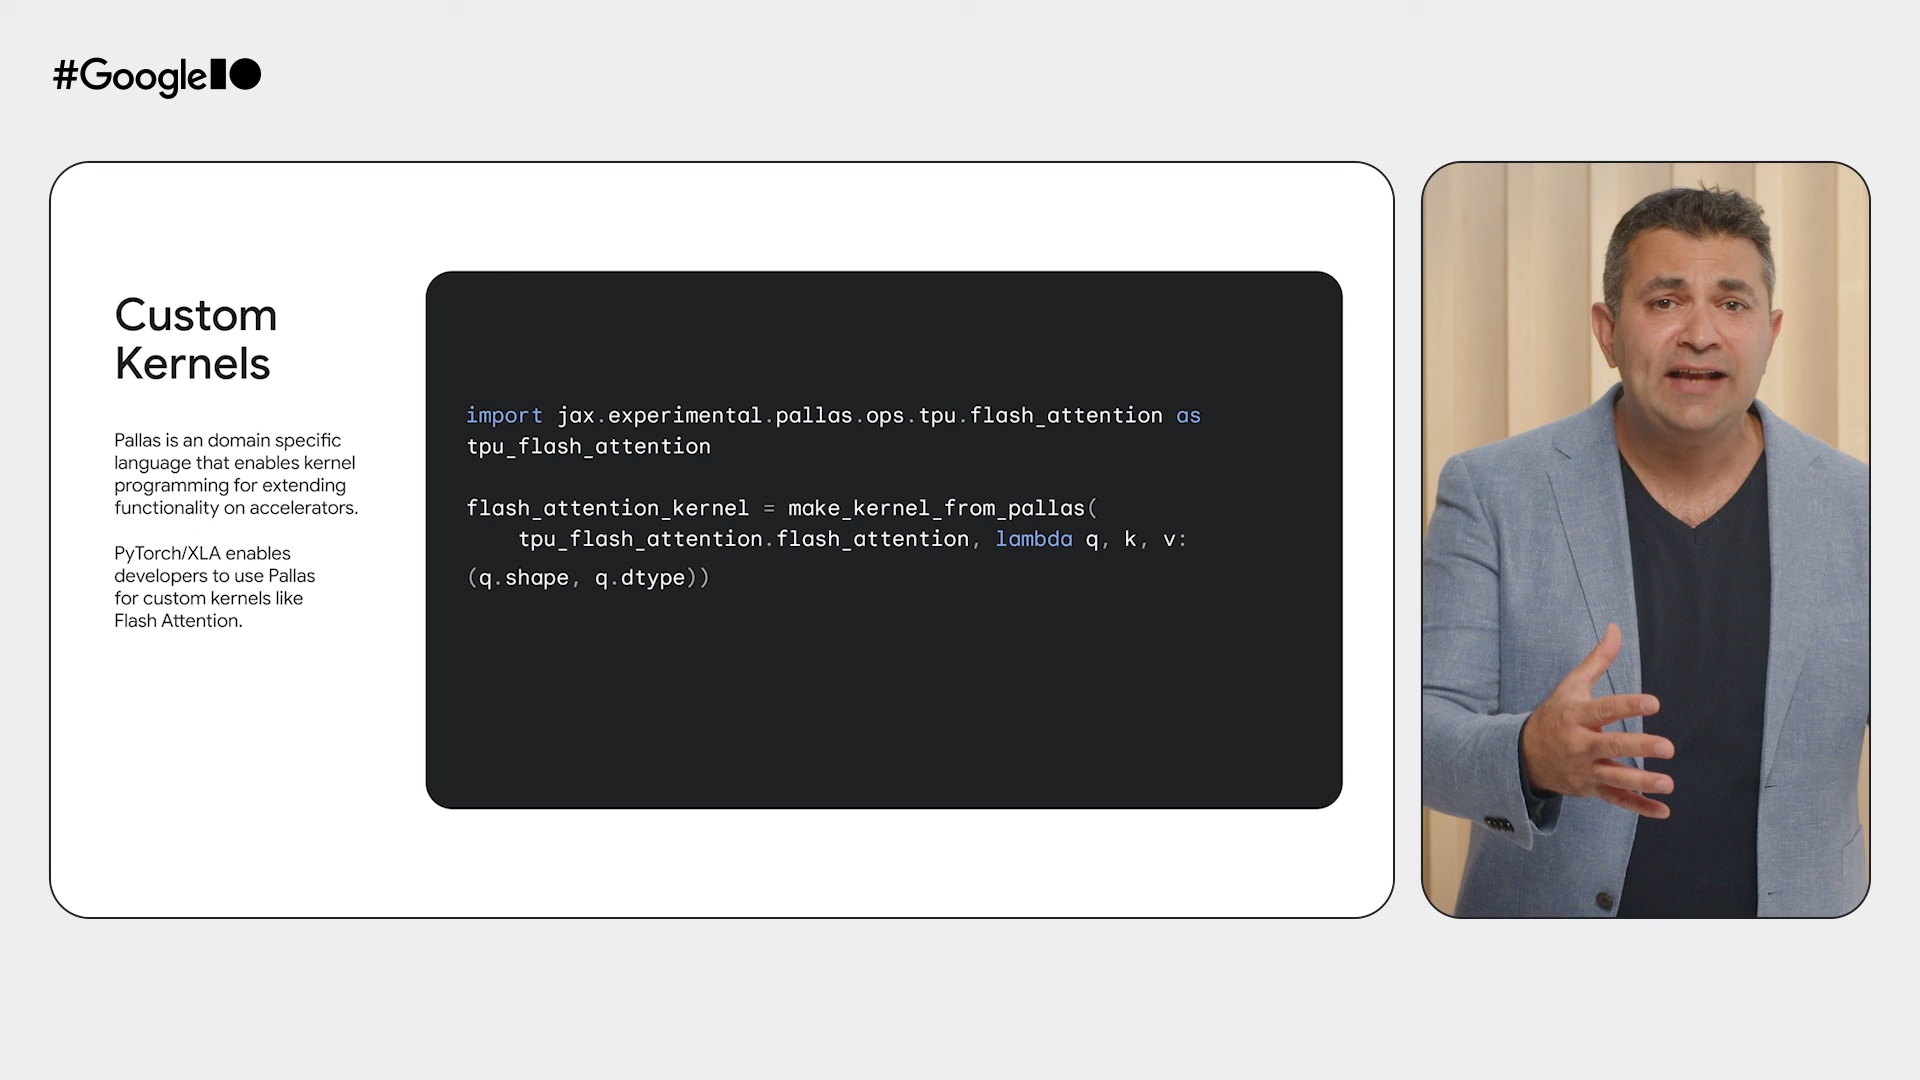 #GoogleIO
Custom
Kernels
Pallas is an domain specific
language that enables kernel
programming for extending
functionality on accelerators.
PyTorch/XLA enables
developers to use Pallas
for custom kernels like
Flash Attention.
import jax.experimental.pallas.ops.tpu.flash_attention as
tpu_flash_attention
flash_attention_kernel = make_kernel_from_pallas(
    tpu_flash_attention.flash_attention, lambda q, k, v:
(q.shape, q.dtype))